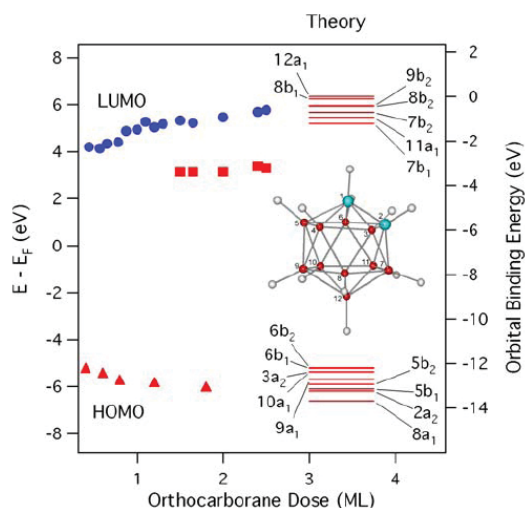 Theory
8
6
4
2
0
-2
-4
-6
-8
E - E_F (eV)
LUMO
HOMO
12a₁
8b₁
9b₂
8b₂
7b₂
11a₁
7b₁
1
2
3
4
5
6
7
8
9
10
11
12
6b₂
6b₁
3a₂
10a₁
9a₁
5b₂
5b₁
2a₂
8a₁
2
0
-2
-4
-6
-8
-10
-12
-14
Orbital Binding Energy (eV)
1
2
3
4
Orthocarborane Dose (ML)